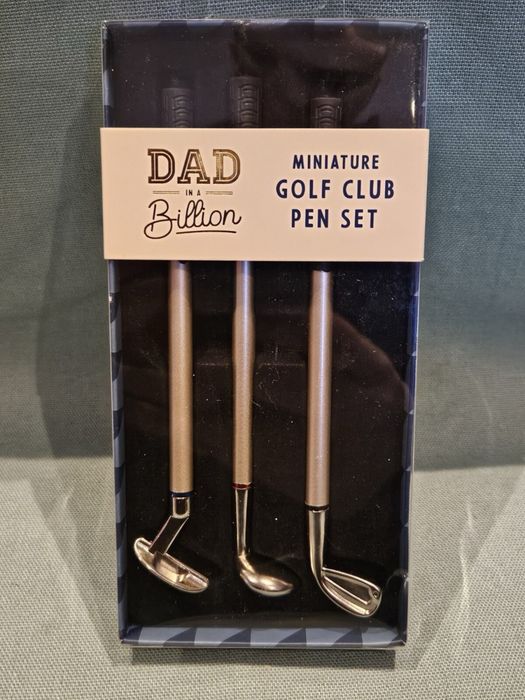 DAD
IN A
Billion
MINIATURE
GOLF CLUB
PEN SET